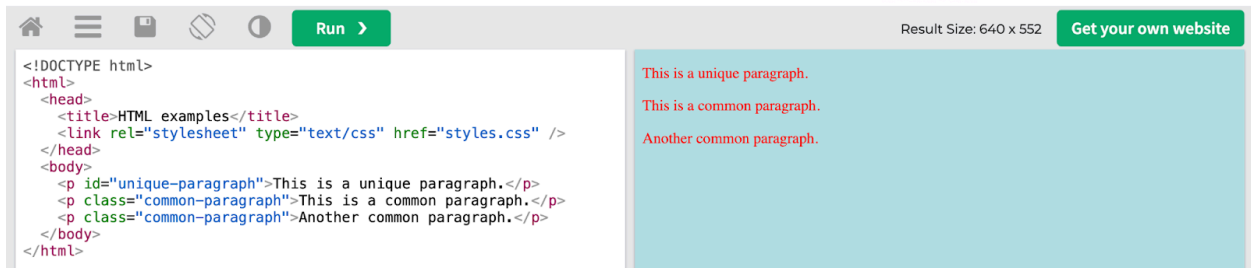 Run ❯
Result Size: 640 x 552
Get your own website
<!DOCTYPE html>
<html>
  <head>
    <title>HTML examples</title>
    <link rel="stylesheet" type="text/css" href="styles.css" />
  </head>
  <body>
    <p id="unique-paragraph">This is a unique paragraph.</p>
    <p class="common-paragraph">This is a common paragraph.</p>
    <p class="common-paragraph">Another common paragraph.</p>
  </body>
</html>
This is a unique paragraph.
This is a common paragraph.
Another common paragraph.